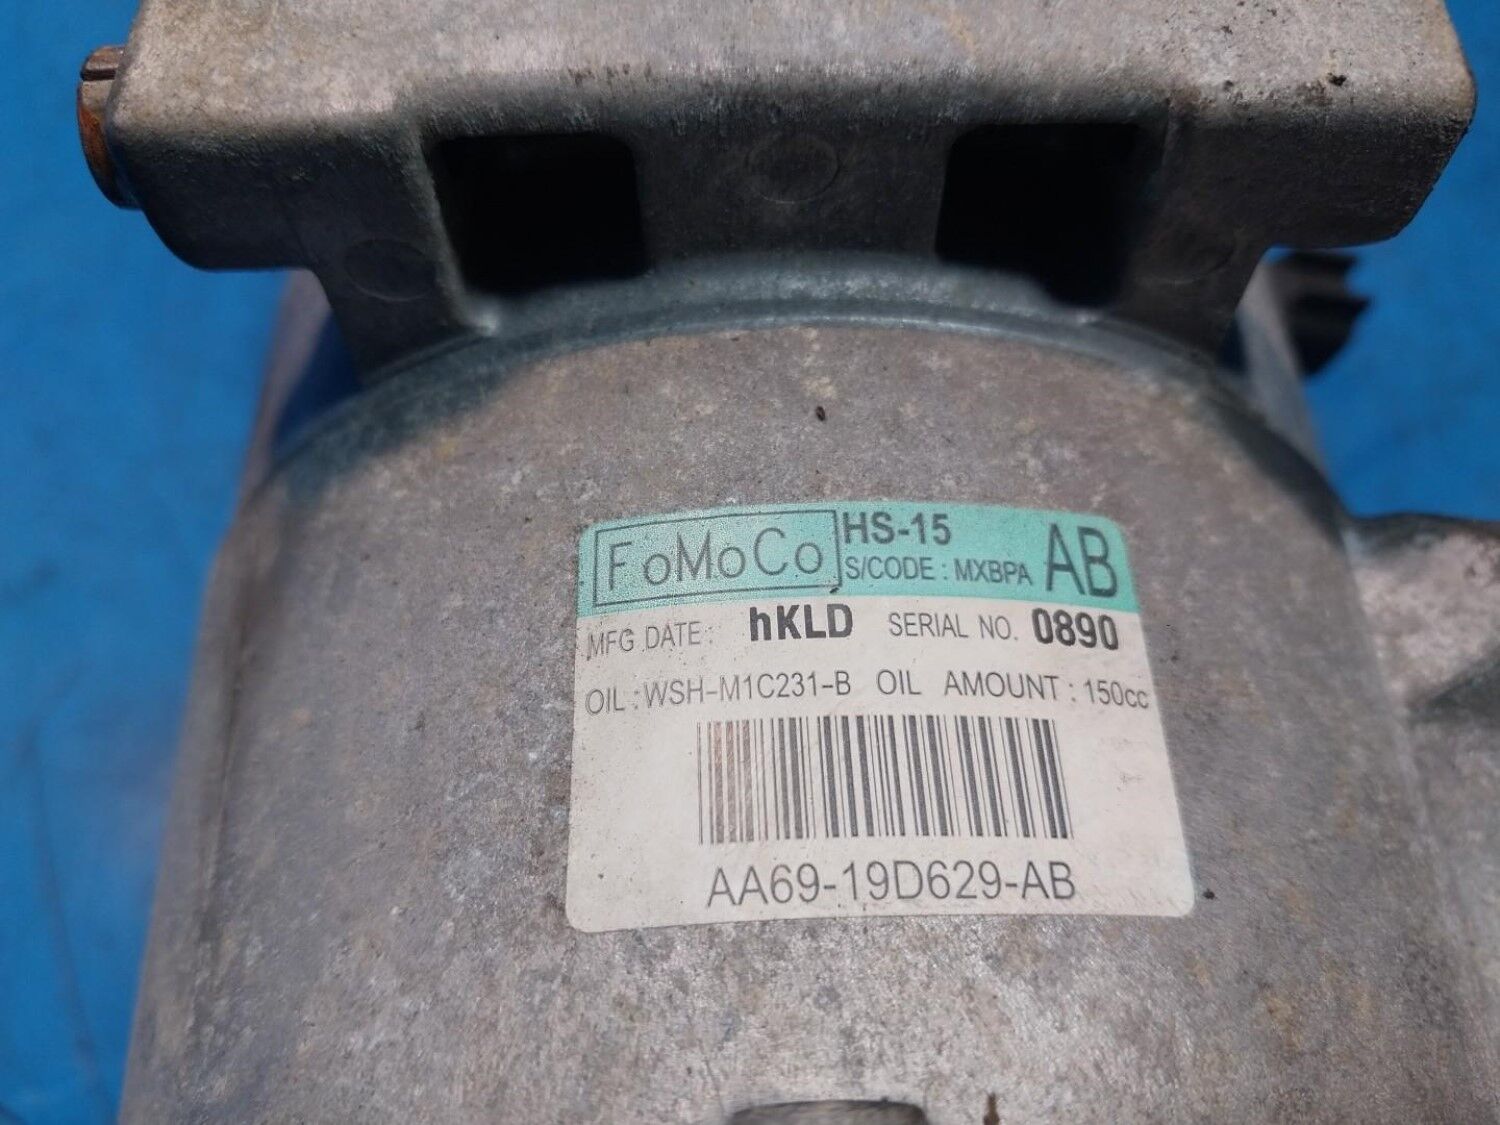 FoMoCo HS-15 AB
S/CODE : MXBPA
MFG DATE : hKLD SERIAL NO. 0890
OIL : WSH-M1C231-B OIL AMOUNT : 150cc
AA69-19D629-AB